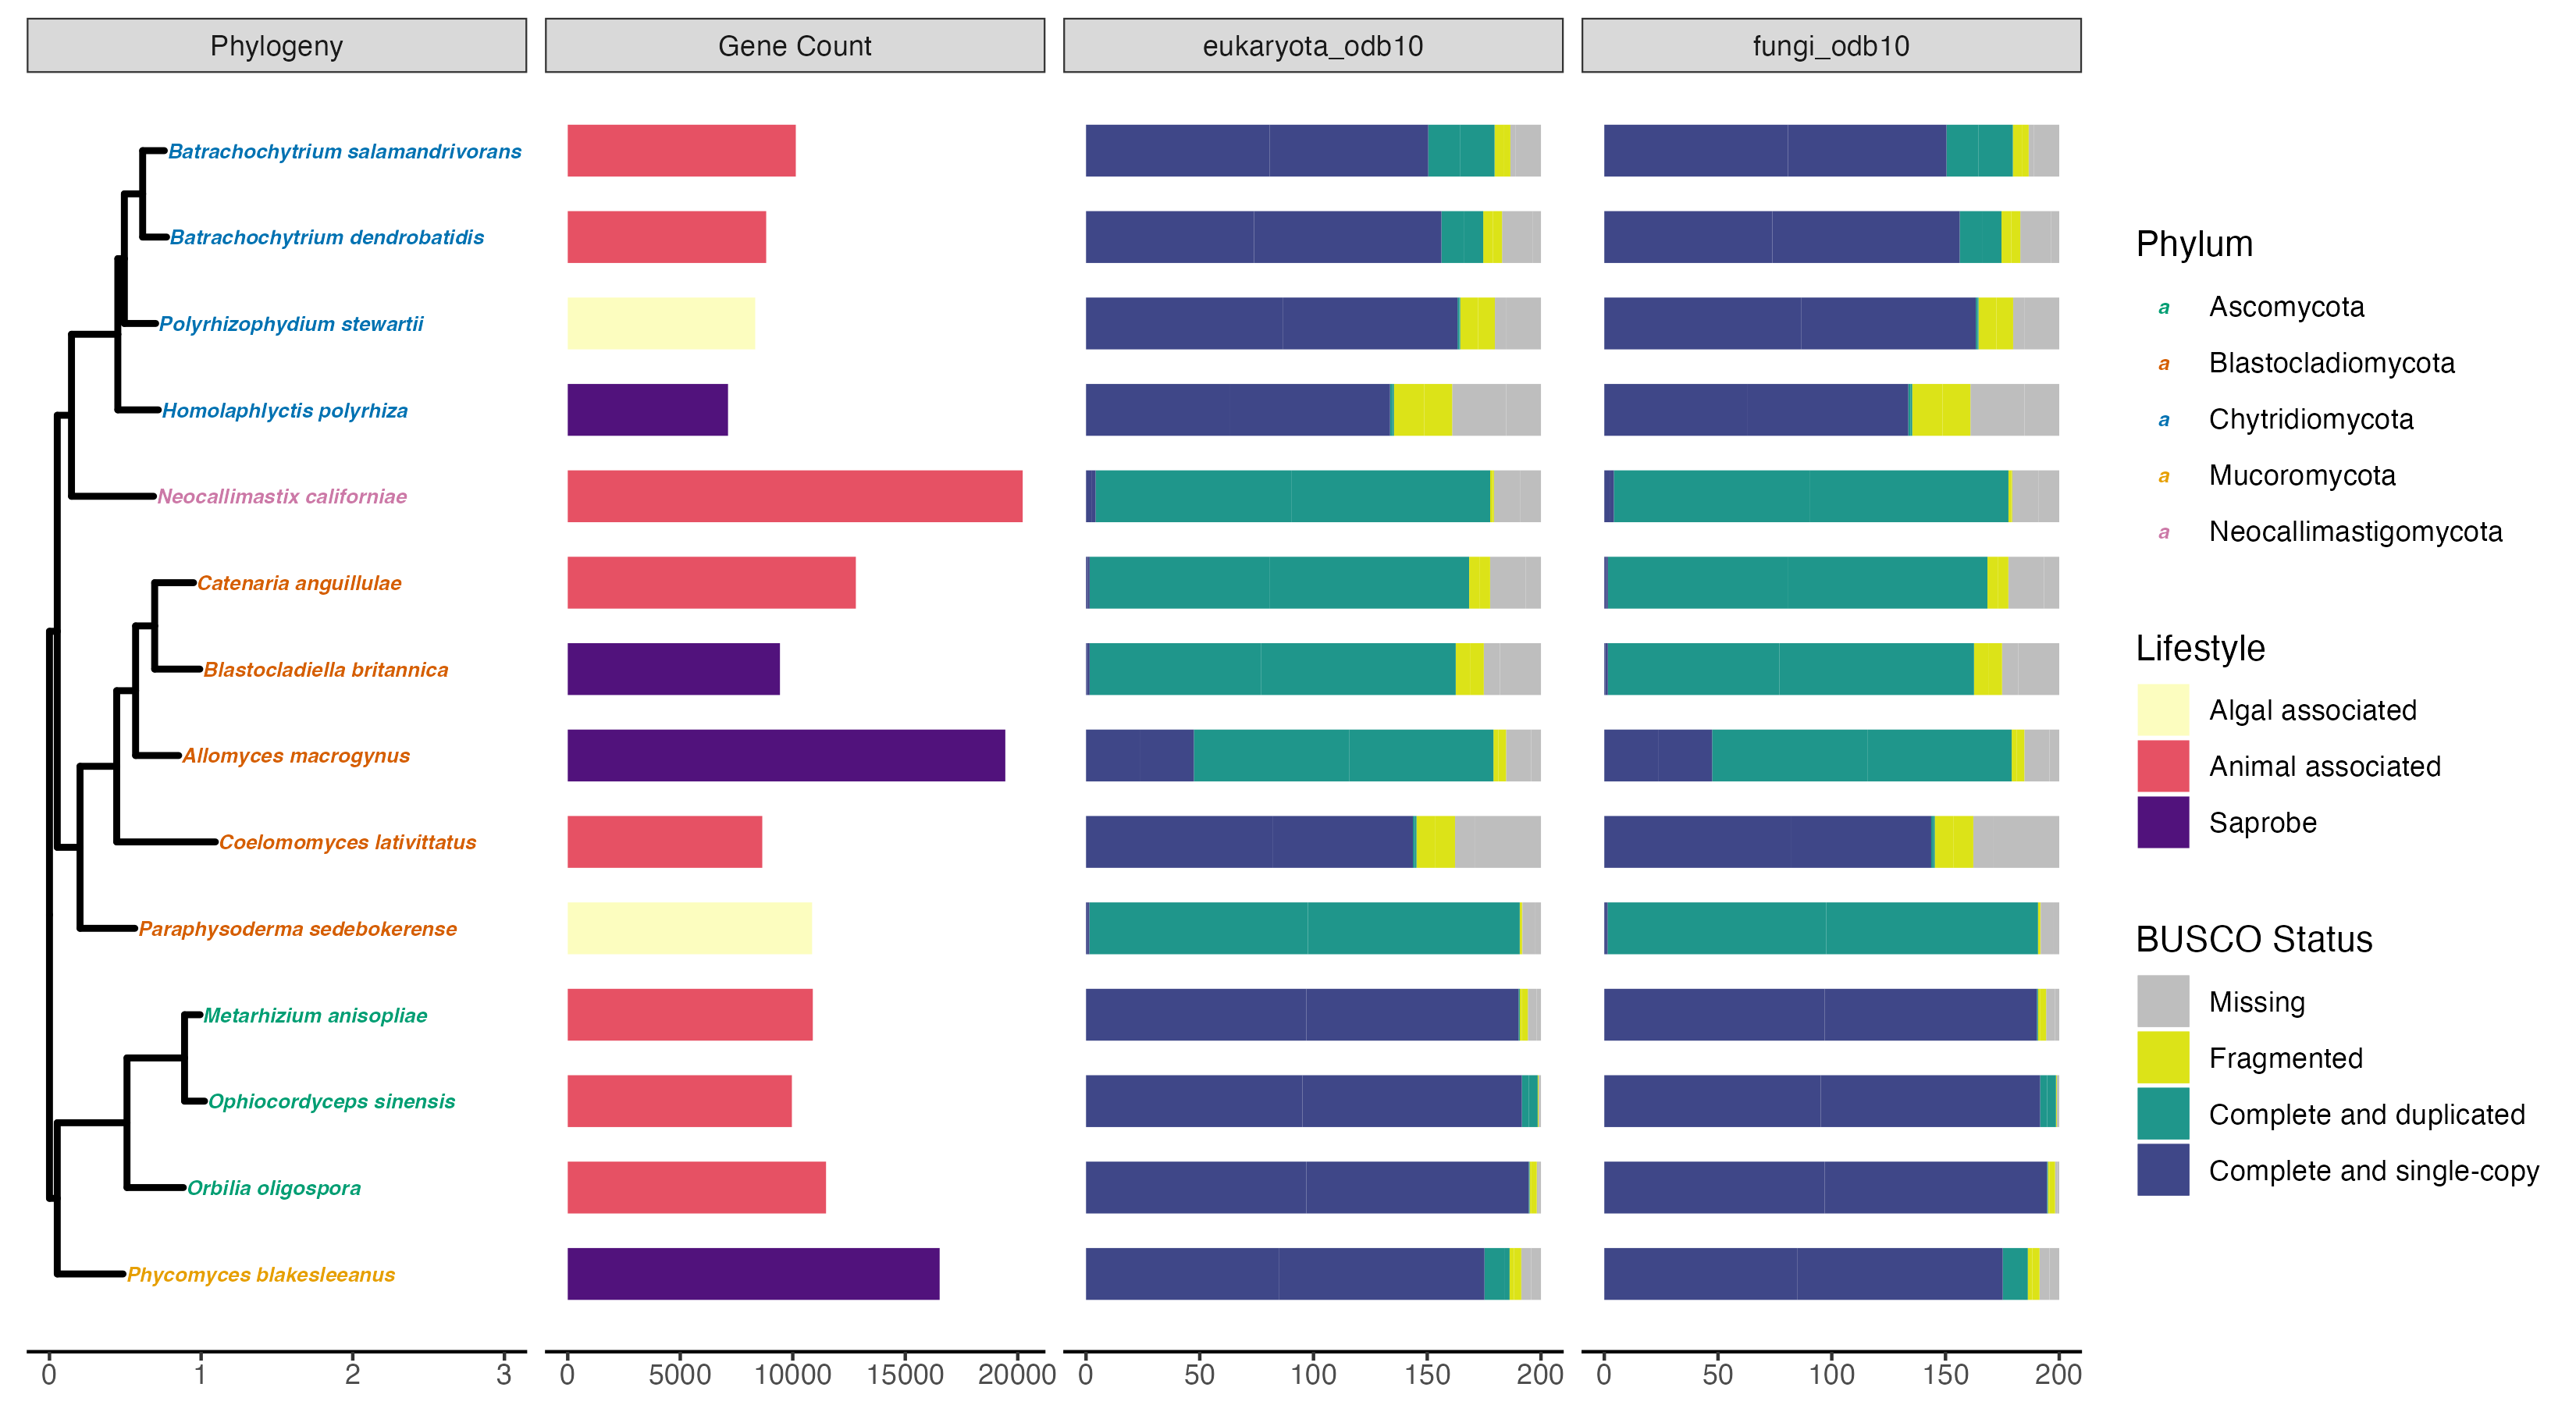 Phylogeny
Gene Count
eukaryota_odb10
fungi_odb10
Batrachochytrium salamandrivorans
Batrachochytrium dendrobatidis
Polyrhizophydium stewartii
Homolaphlyctis polyrhiza
Neocallimastix californiae
Catenaria anguillulae
Blastocladiella britannica
Allomyces macrogynus
Coelomomyces lativittatus
Paraphysoderma sedebokerense
Metarhizium anisopliae
Ophiocordyceps sinensis
Orbilia oligospora
Phycomyces blakesleeanus
0 1 2 3
0 5000 10000 15000 20000
0 50 100 150 200
0 50 100 150 200
Phylum
a Ascomycota
a Blastocladiomycota
a Chytridiomycota
a Mucoromycota
a Neocallimastigomycota
Lifestyle
Algal associated
Animal associated
Saprobe
BUSCO Status
Missing
Fragmented
Complete and duplicated
Complete and single-copy